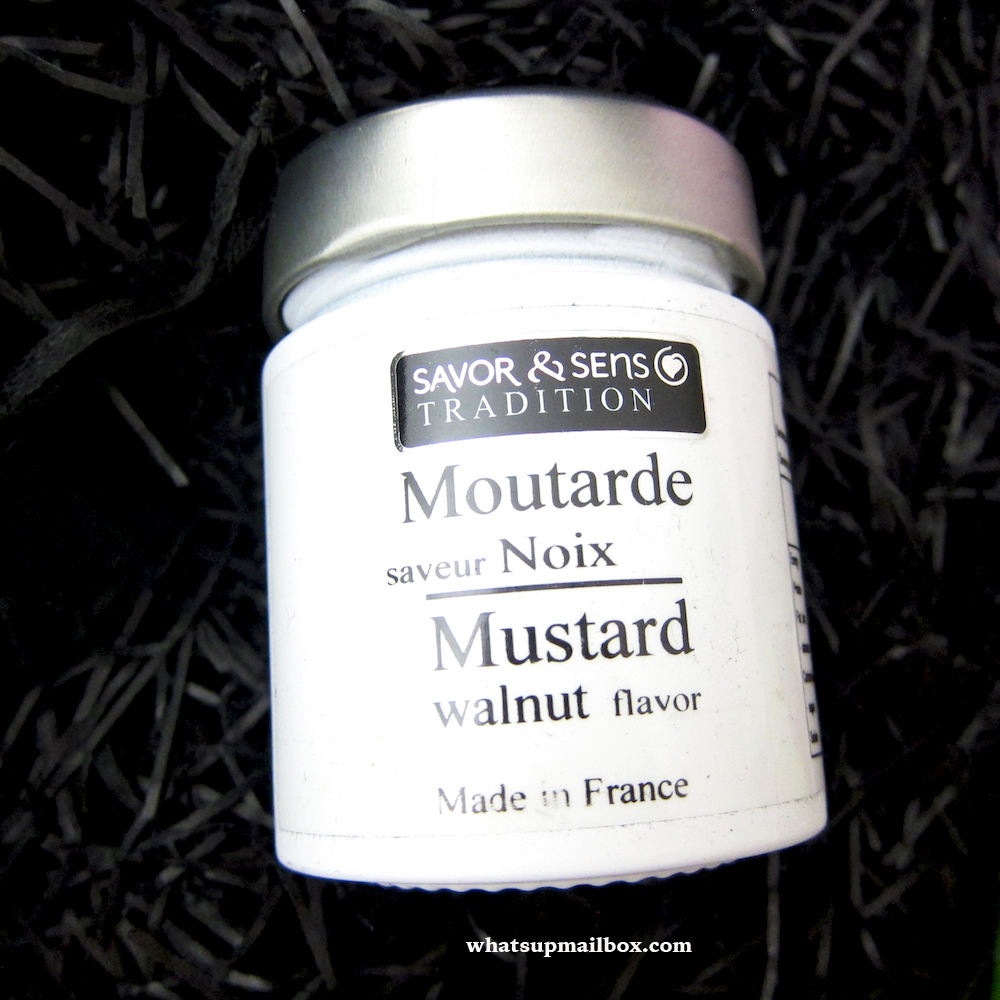 SAVOR & SENS
TRADITION
Moutarde
saveur Noix
Mustard
walnut flavor
Made in France
whatsupmailbox.com